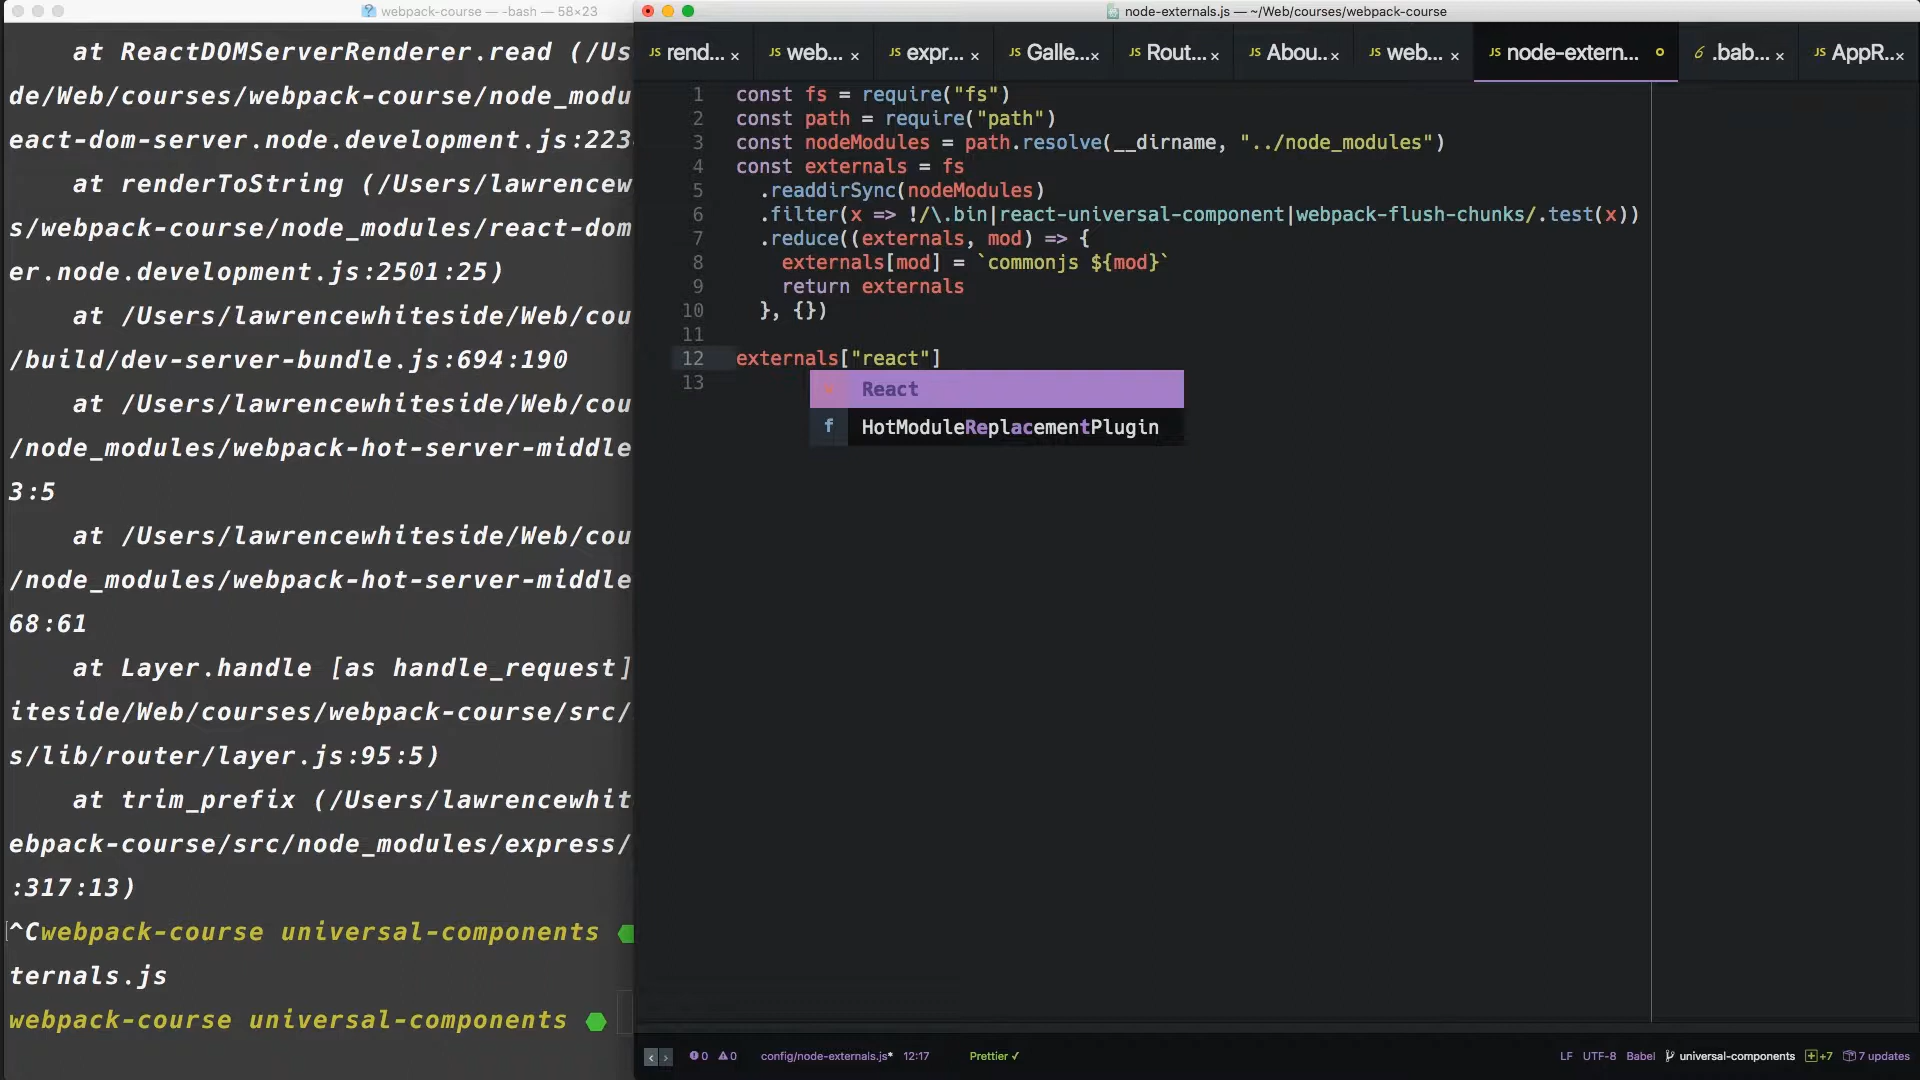 webpack-course — -bash — 58×23
at ReactDOMServerRenderer.read (/Us
de/Web/courses/webpack-course/node_modu
eact-dom-server.node.development.js:223
at renderToString (/Users/lawrencew
s/webpack-course/node_modules/react-dom
er.node.development.js:2501:25)
at /Users/lawrencewhiteside/Web/cou
/build/dev-server-bundle.js:694:190
at /Users/lawrencewhiteside/Web/cou
/node_modules/webpack-hot-server-middle
3:5
at /Users/lawrencewhiteside/Web/cou
/node_modules/webpack-hot-server-middle
68:61
at Layer.handle [as handle_request]
iteside/Web/courses/webpack-course/src/
s/lib/router/layer.js:95:5)
at trim_prefix (/Users/lawrencewhit
ebpack-course/src/node_modules/express/
:317:13)
^Cwebpack-course universal-components
ternals.js
webpack-course universal-components
node-externals.js — ~/Web/courses/webpack-course
JS rend... × JS web... × JS expr... × JS Galle... × JS Rout... × JS Abou... × JS web... × JS node-extern... 6 .bab... × JS AppR... ×
1 const fs = require("fs")
2 const path = require("path")
3 const nodeModules = path.resolve(__dirname, "../node_modules")
4 const externals = fs
5 .readdirSync(nodeModules)
6 .filter(x => !/\.bin|react-universal-component|webpack-flush-chunks/.test(x))
7 .reduce((externals, mod) => {
8 externals[mod] = `commonjs ${mod}`
9 return externals
10 }, {})
11
12 externals["react"]
13
React
f HotModuleReplacementPlugin
0 0 config/node-externals.js* 12:17 Prettier ✓ LF UTF-8 Babel universal-components +7 7 updates